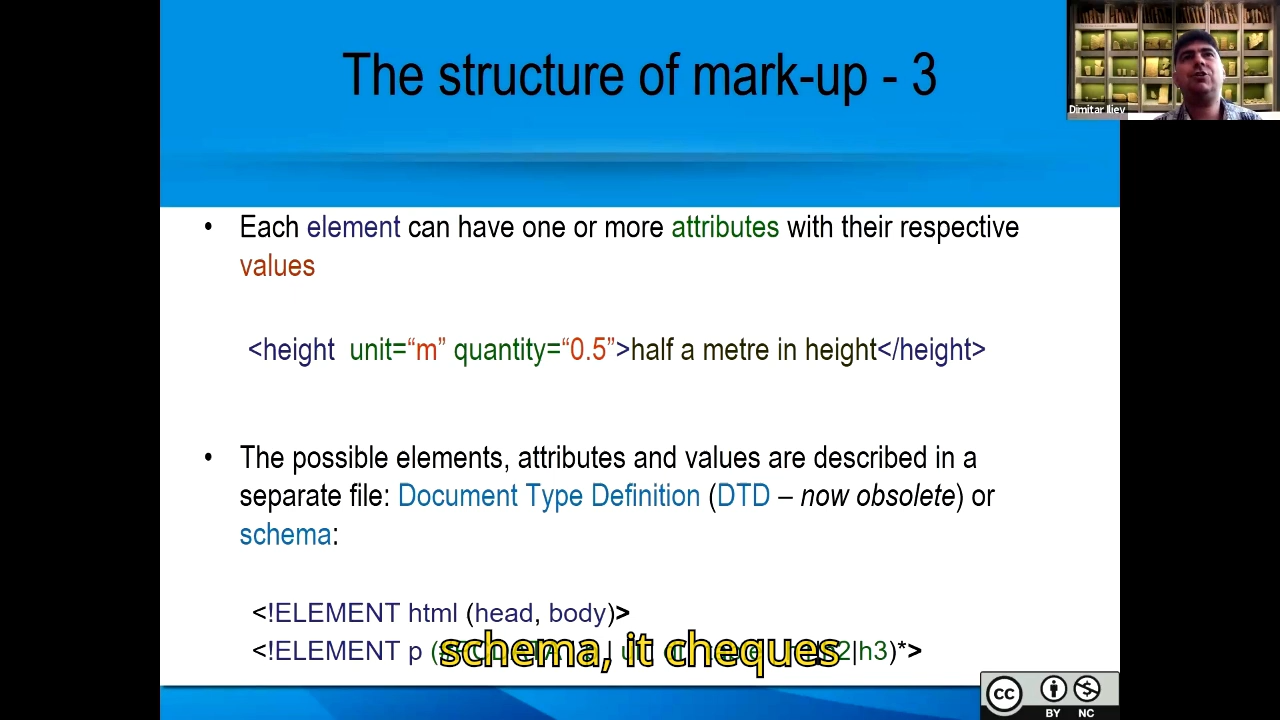 The structure of mark-up - 3
Dimitar Iliev
• Each element can have one or more attributes with their respective
values
<height unit=“m” quantity=“0.5”>half a metre in height</height>
• The possible elements, attributes and values are described in a
separate file: Document Type Definition (DTD – now obsolete) or
schema:
<!ELEMENT html (head, body)>
<!ELEMENT p (
|h3)*>
schema, it cheques
cc
BY NC